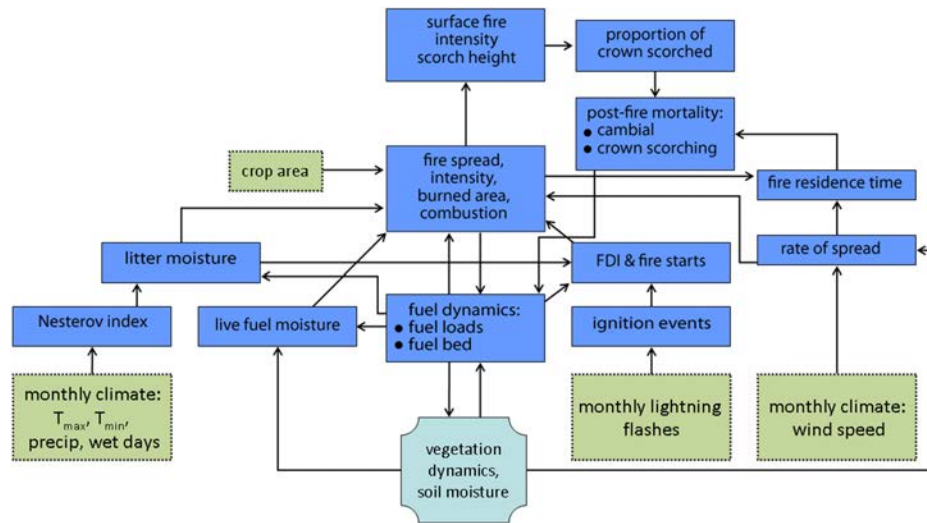 surface fire
intensity
scorch height
proportion of
crown scorched
post-fire mortality:
● cambial
● crown scorching
crop area
fire spread,
intensity,
burned area,
combustion
fire residence time
litter moisture
FDI & fire starts
rate of spread
Nesterov index
live fuel moisture
fuel dynamics:
● fuel loads
● fuel bed
ignition events
monthly climate:
Tmax, Tmin,
precip, wet days
monthly lightning
flashes
monthly climate:
wind speed
vegetation
dynamics,
soil moisture